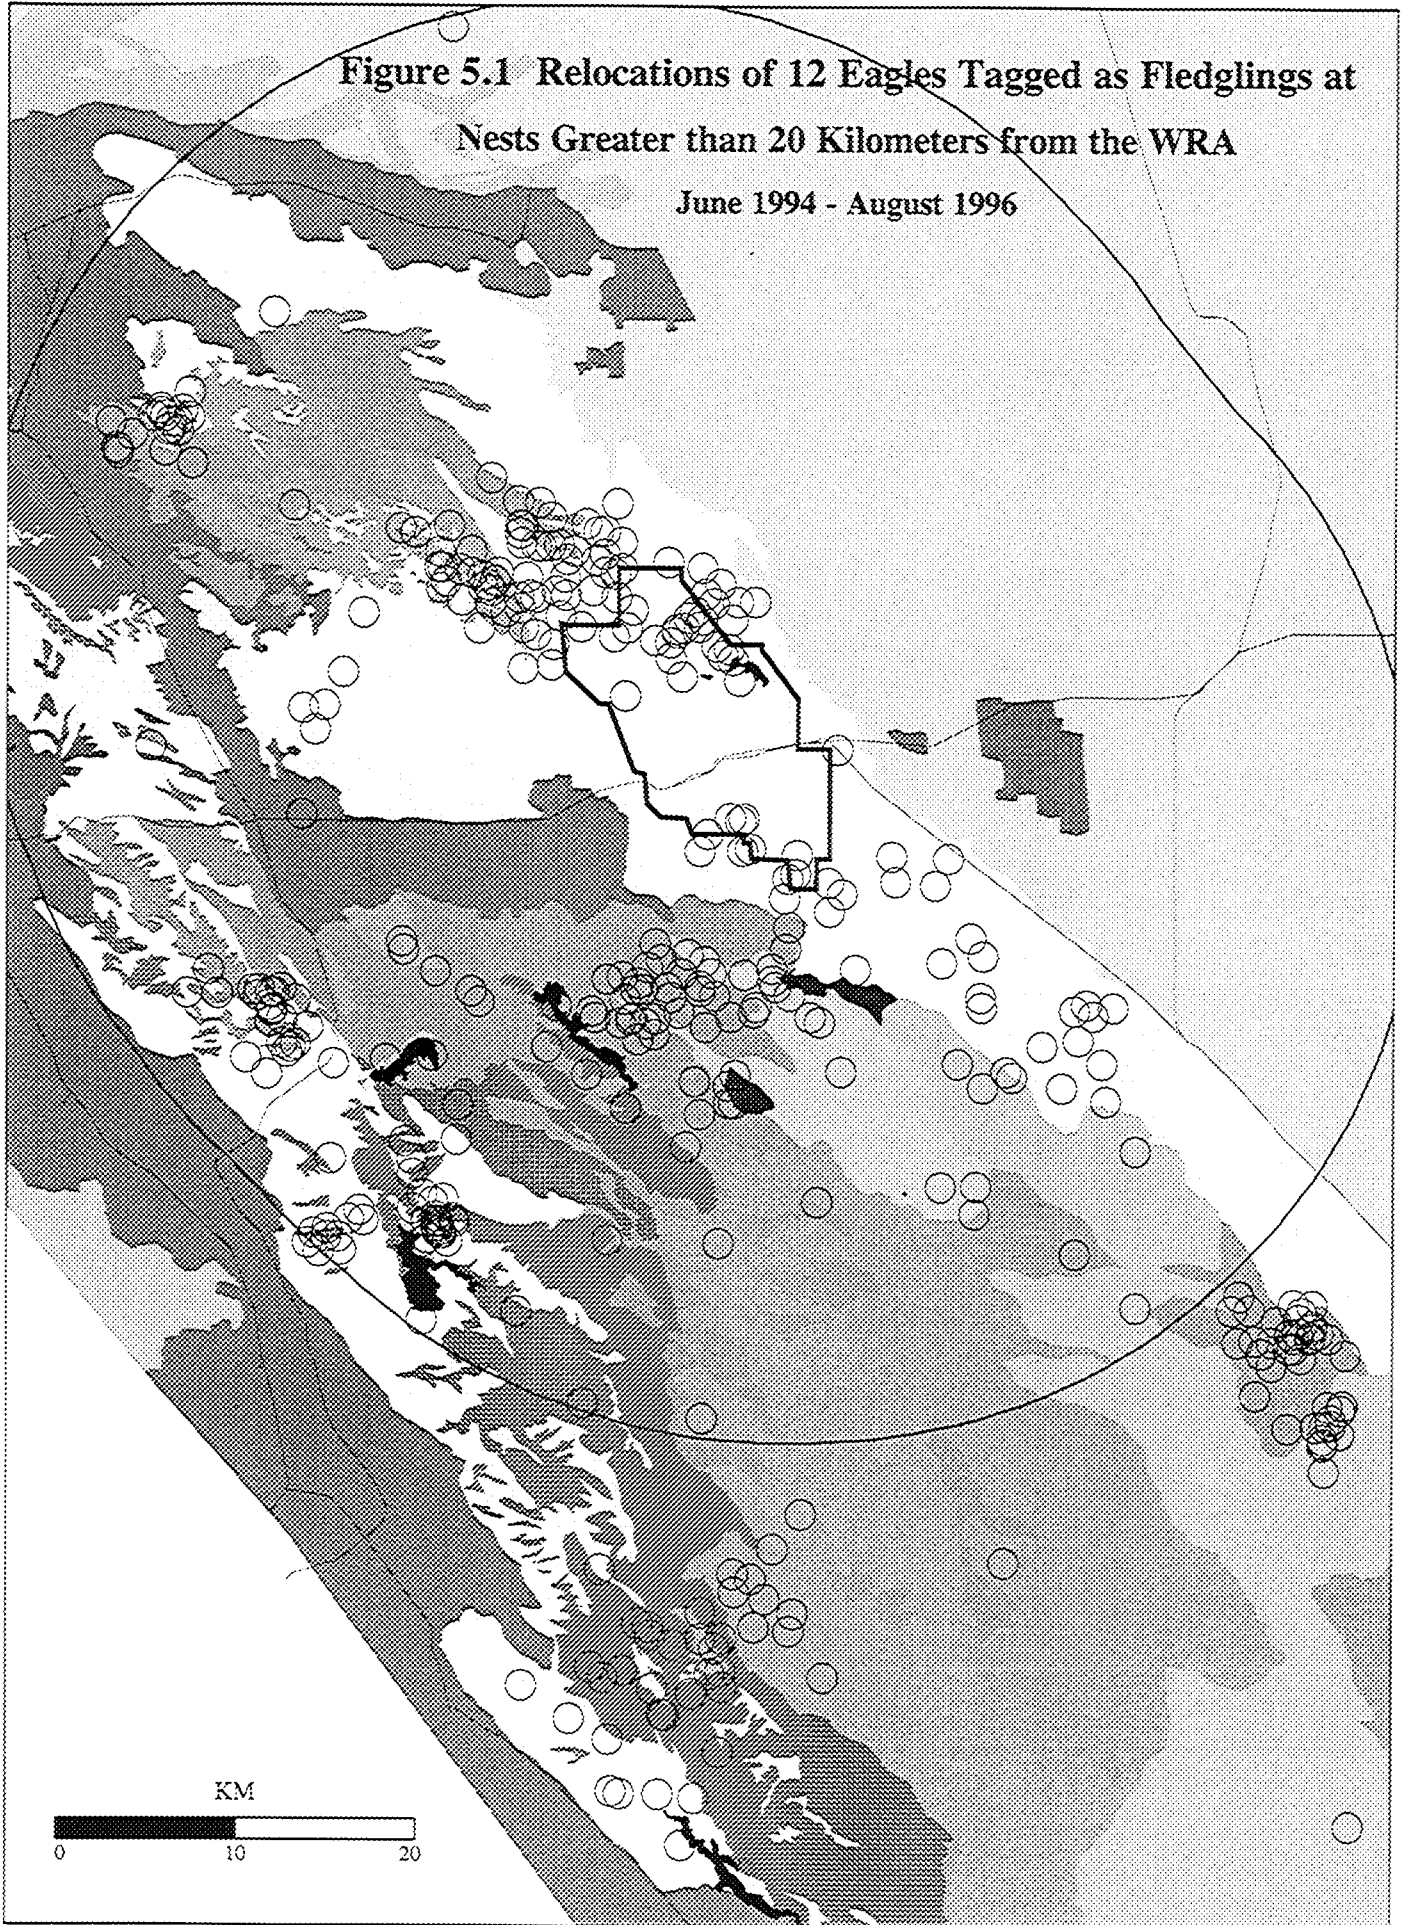 Figure 5.1 Relocations of 12 Eagles Tagged as Fledglings at
Nests Greater than 20 Kilometers from the WRA
June 1994 - August 1996
KM
0 10 20